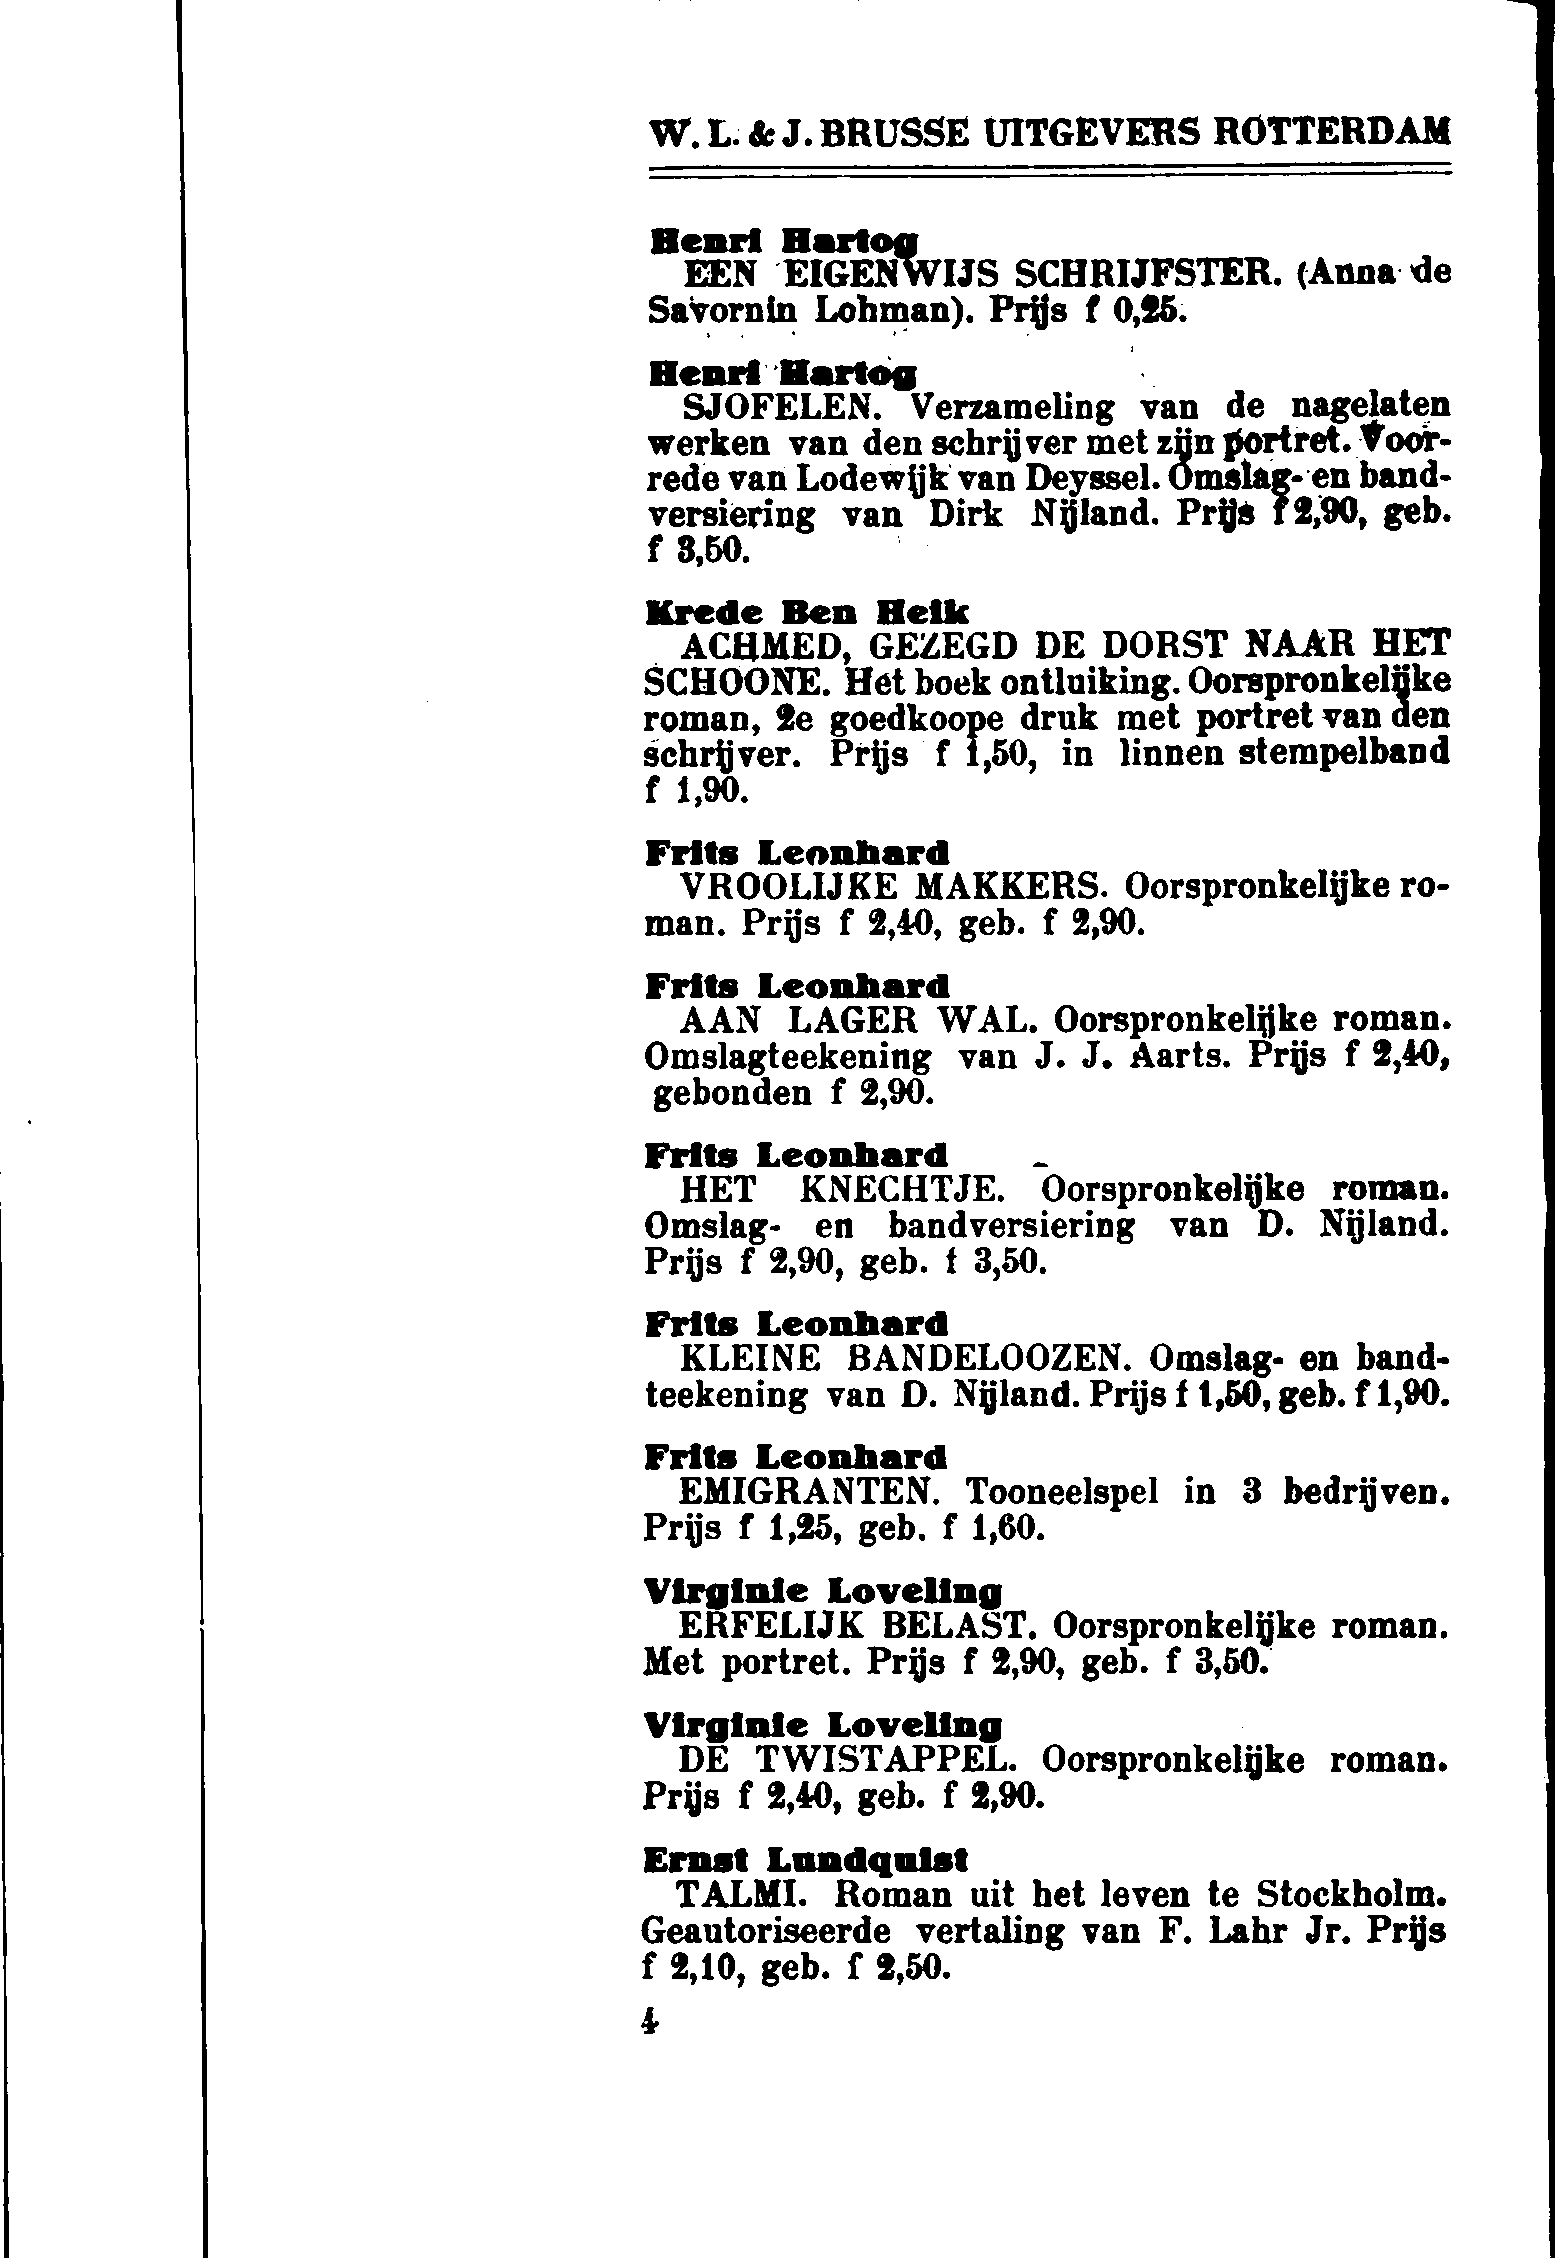 W. L. & J. BRUSSE UITGEVERS ROTTERDAM
Henri Hartog
EEN EIGENWIJS SCHRIJFSTER. (Anna de
Savornin Lohman). Prijs f 0,25.
Henri Hartog
SJOFELEN. Verzameling van de nagelaten
werken van den schrijver met zijn portret. Voor-
rede van Lodewijk van Deyssel. Omslag- en band-
versiering van Dirk Nijland. Prijs f 2,90, geb.
f 3,50.
Krede Ben Heik
ACHMED, GEZEGD DE DORST NAAR HET
SCHOONE. Het boek ontluiking. Oorspronkelijke
roman, 2e goedkoope druk met portret van den
schrijver. Prijs f 1,50, in linnen stempelband
f 1,90.
Frits Leonhard
VROOLIJKE MAKKERS. Oorspronkelijke ro-
man. Prijs f 2,40, geb. f 2,90.
Frits Leonhard
AAN LAGER WAL. Oorspronkelijke roman.
Omslagteekening van J. J. Aarts. Prijs f 2,40,
gebonden f 2,90.
Frits Leonhard
HET KNECHTJE. Oorspronkelijke roman.
Omslag- en bandversiering van D. Nijland.
Prijs f 2,90, geb. f 3,50.
Frits Leonhard
KLEINE BANDELOOZEN. Omslag- en band-
teekening van D. Nijland. Prijs f 1,50, geb. f 1,90.
Frits Leonhard
EMIGRANTEN. Tooneelspel in 3 bedrijven.
Prijs f 1,25, geb. f 1,60.
Virginie Loveling
ERFELIJK BELAST. Oorspronkelijke roman.
Met portret. Prijs f 2,90, geb. f 3,50.
Virginie Loveling
DE TWISTAPPEL. Oorspronkelijke roman.
Prijs f 2,40, geb. f 2,90.
Ernst Lundquist
TALMI. Roman uit het leven te Stockholm.
Geautoriseerde vertaling van F. Lahr Jr. Prijs
f 2,10, geb. f 2,50.
4